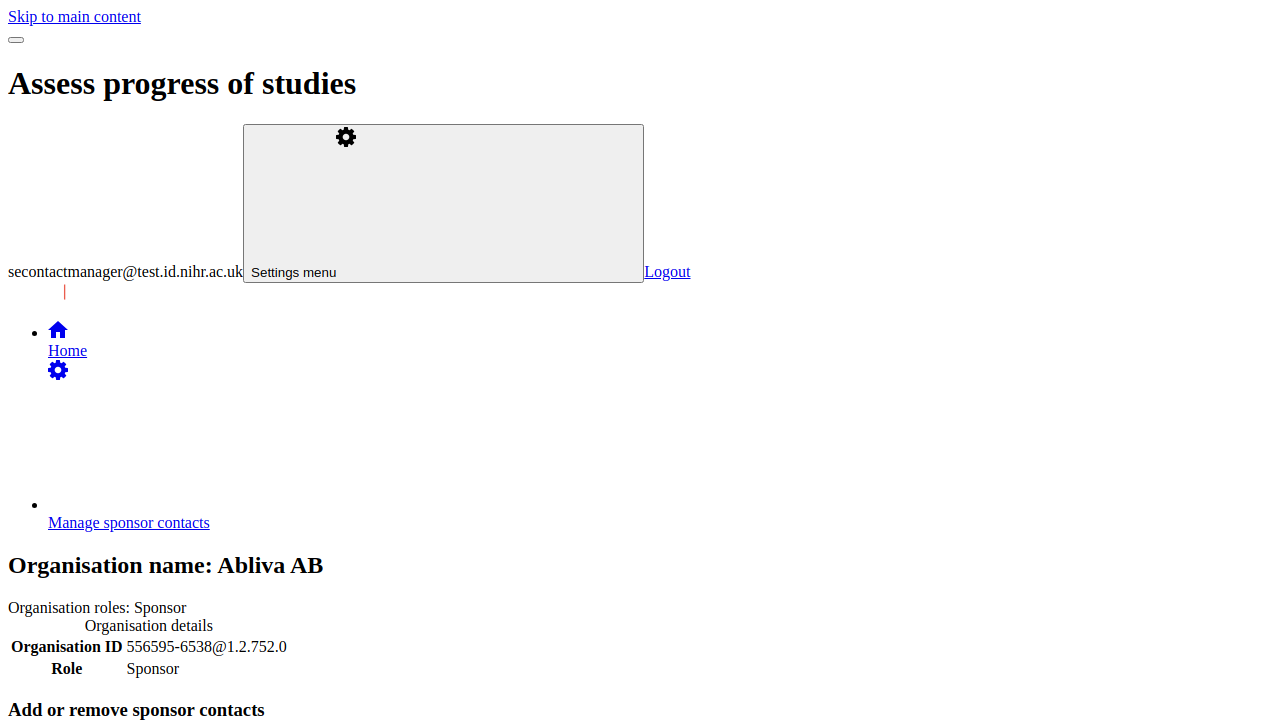 Skip to main content
Assess progress of studies
secontactmanager@test.id.nihr.ac.uk Settings menu Logout
|
Home
Manage sponsor contacts
Organisation name: Abliva AB
Organisation roles: Sponsor
Organisation details
Organisation ID 556595-6538@1.2.752.0
Role Sponsor
Add or remove sponsor contacts